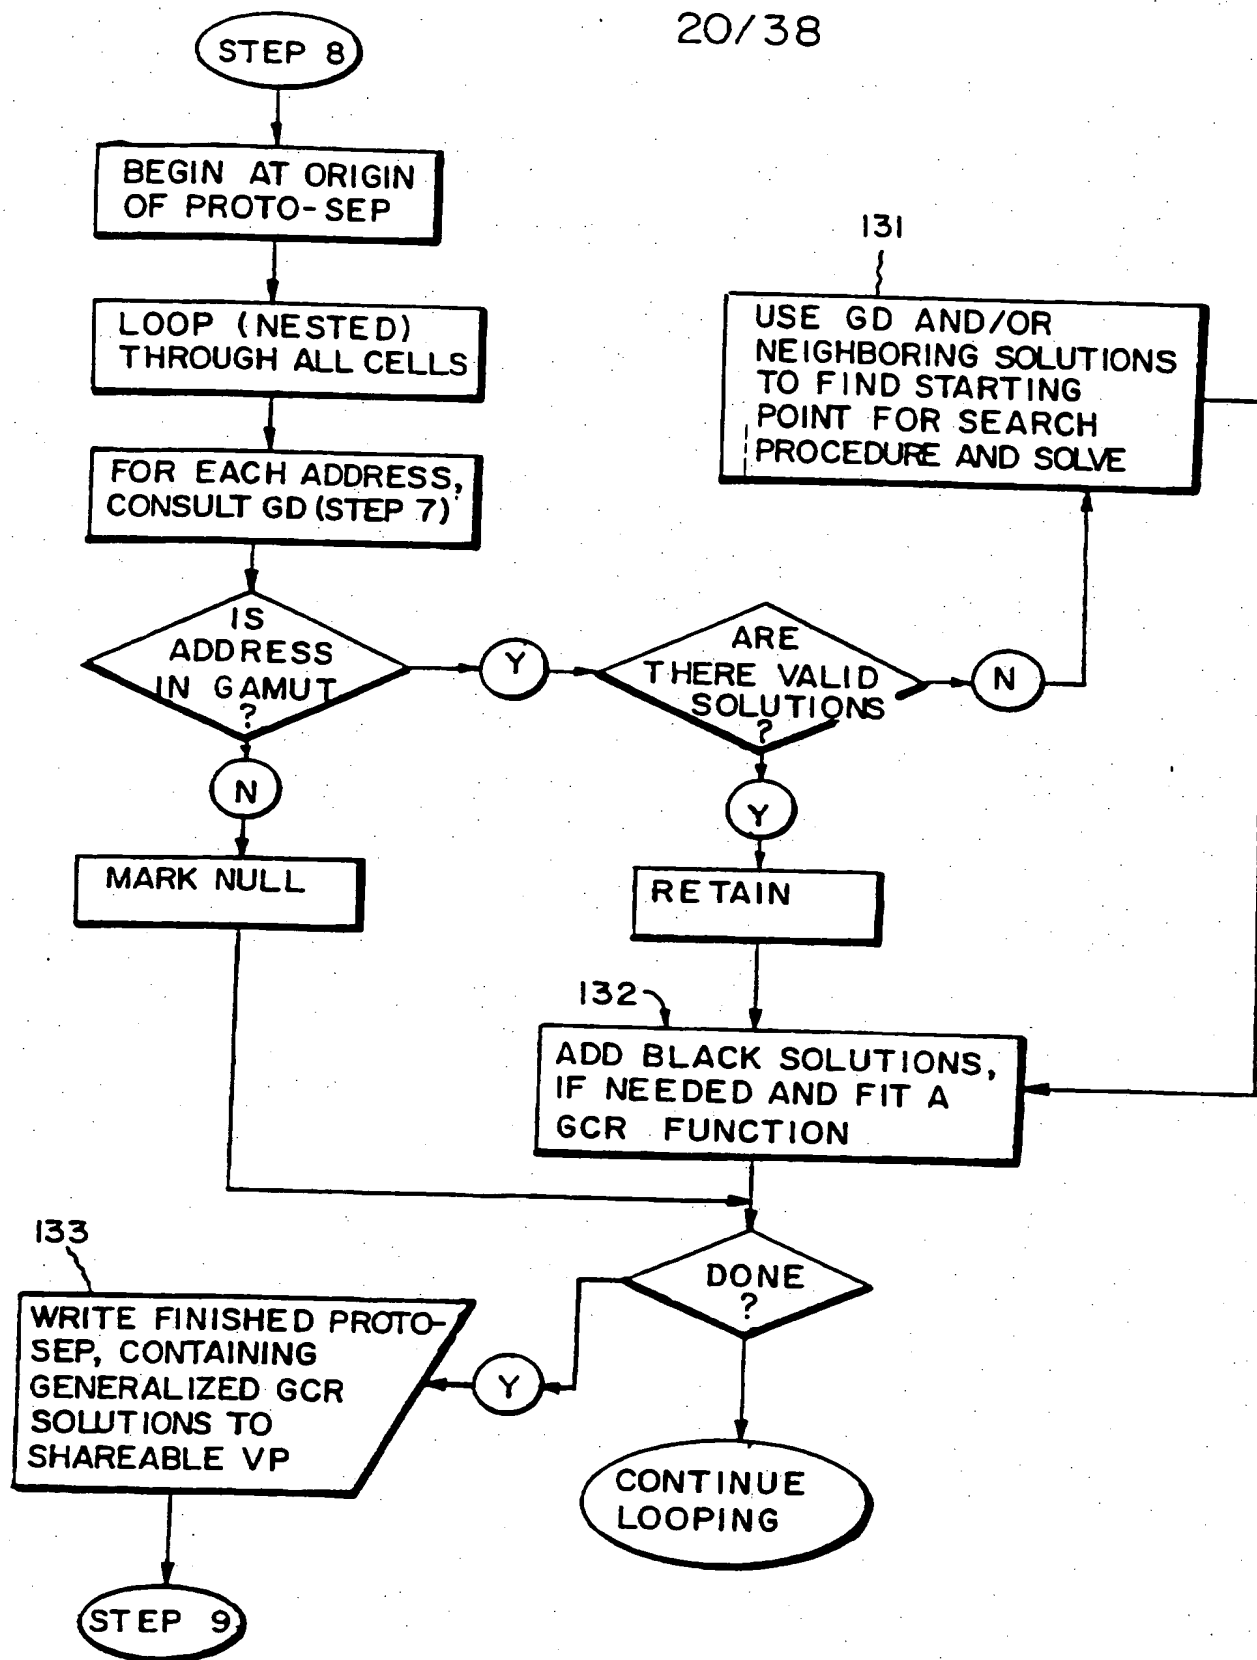 20/38
STEP 8
BEGIN AT ORIGIN
OF PROTO-SEP
LOOP (NESTED)
THROUGH ALL CELLS
FOR EACH ADDRESS,
CONSULT GD (STEP 7)
131
USE GD AND/OR
NEIGHBORING SOLUTIONS
TO FIND STARTING
POINT FOR SEARCH
PROCEDURE AND SOLVE
IS
ADDRESS
IN GAMUT
?
Y
ARE
THERE VALID
SOLUTIONS
?
N
N
Y
MARK NULL
RETAIN
132
ADD BLACK SOLUTIONS,
IF NEEDED AND FIT A
GCR FUNCTION
DONE
?
Y
133
WRITE FINISHED PROTO-
SEP, CONTAINING
GENERALIZED GCR
SOLUTIONS TO
SHAREABLE VP
CONTINUE
LOOPING
STEP 9